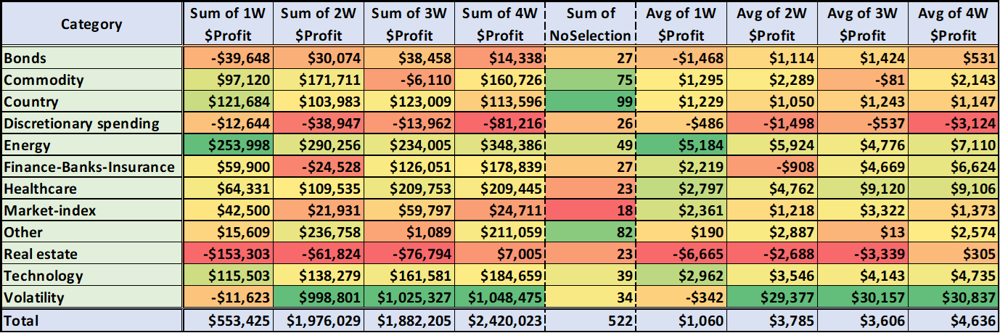 Category Sum of 1W $Profit Sum of 2W $Profit Sum of 3W $Profit Sum of 4W $Profit Sum of NoSelection Avg of 1W $Profit Avg of 2W $Profit Avg of 3W $Profit Avg of 4W $Profit
Bonds -$39,648 $30,074 $38,458 $14,338 27 -$1,468 $1,114 $1,424 $531
Commodity $97,120 $171,711 -$6,110 $160,726 75 $1,295 $2,289 -$81 $2,143
Country $121,684 $103,983 $123,009 $113,596 99 $1,229 $1,050 $1,243 $1,147
Discretionary spending -$12,644 -$38,947 -$13,962 -$81,216 26 -$486 -$1,498 -$537 -$3,124
Energy $253,998 $290,256 $234,005 $348,386 49 $5,184 $5,924 $4,776 $7,110
Finance-Banks-Insurance $59,900 -$24,528 $126,051 $178,839 27 $2,219 -$908 $4,669 $6,624
Healthcare $64,331 $109,535 $209,753 $209,445 23 $2,797 $4,762 $9,120 $9,106
Market-index $42,500 $21,931 $59,797 $24,711 18 $2,361 $1,218 $3,322 $1,373
Other $15,609 $236,758 $1,089 $211,059 82 $190 $2,887 $13 $2,574
Real estate -$153,303 -$61,824 -$76,794 $7,005 23 -$6,665 -$2,688 -$3,339 $305
Technology $115,503 $138,279 $161,581 $184,659 39 $2,962 $3,546 $4,143 $4,735
Volatility -$11,623 $998,801 $1,025,327 $1,048,475 34 -$342 $29,377 $30,157 $30,837
Total $553,425 $1,976,029 $1,882,205 $2,420,023 522 $1,060 $3,785 $3,606 $4,636